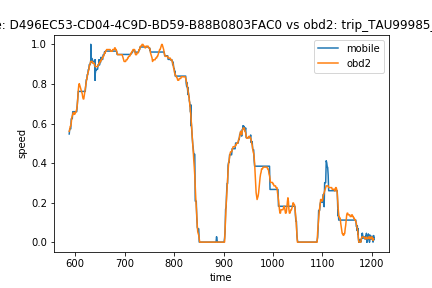 e: D496EC53-CD04-4C9D-BD59-B88B0803FAC0 vs obd2: trip_TAU99985_
mobile
obd2
1.0
0.8
0.6
0.4
0.2
0.0
speed
600 700 800 900 1000 1100 1200
time